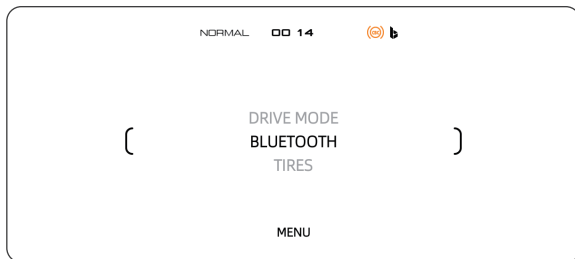 NORMAL 00 14
DRIVE MODE
BLUETOOTH
TIRES
MENU